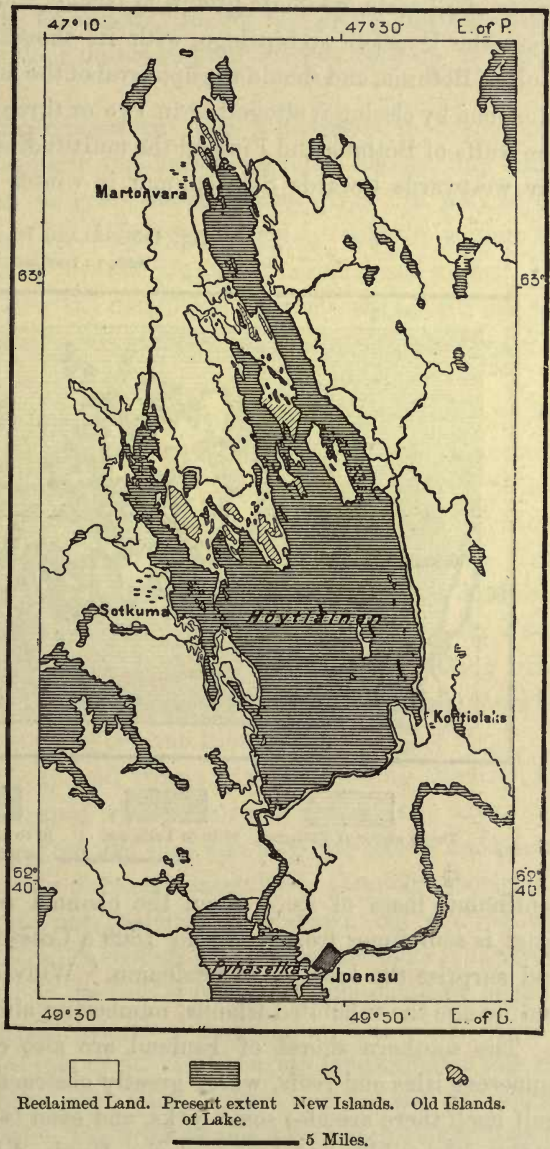 47°10' 47°30' E. of P.
Martonvara
63° 63°
Sotkuma
Höytiäinen
Kontiolaks
62°
40' 62°
40'
Pyhäselkä
Joensu
49°30' 49°50' E. of G.
Reclaimed Land. Present extent of Lake. New Islands. Old Islands.
5 Miles.